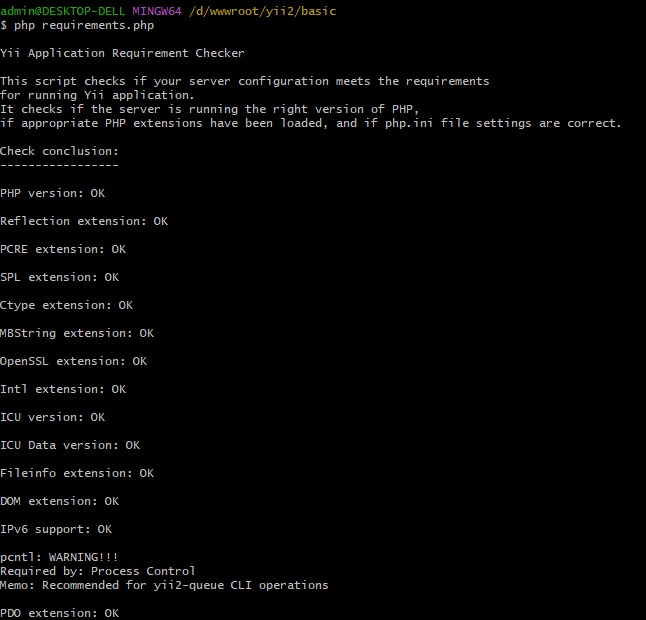 admin@DESKTOP-DELL MINGW64 /d/wwwroot/yii2/basic
$ php requirements.php
Yii Application Requirement Checker
This script checks if your server configuration meets the requirements
for running Yii application.
It checks if the server is running the right version of PHP,
if appropriate PHP extensions have been loaded, and if php.ini file settings are correct.
Check conclusion:
-----------------
PHP version: OK
Reflection extension: OK
PCRE extension: OK
SPL extension: OK
Ctype extension: OK
MBString extension: OK
OpenSSL extension: OK
Intl extension: OK
ICU version: OK
ICU Data version: OK
Fileinfo extension: OK
DOM extension: OK
IPv6 support: OK
pcntl: WARNING!!!
Required by: Process Control
Memo: Recommended for yii2-queue CLI operations
PDO extension: OK